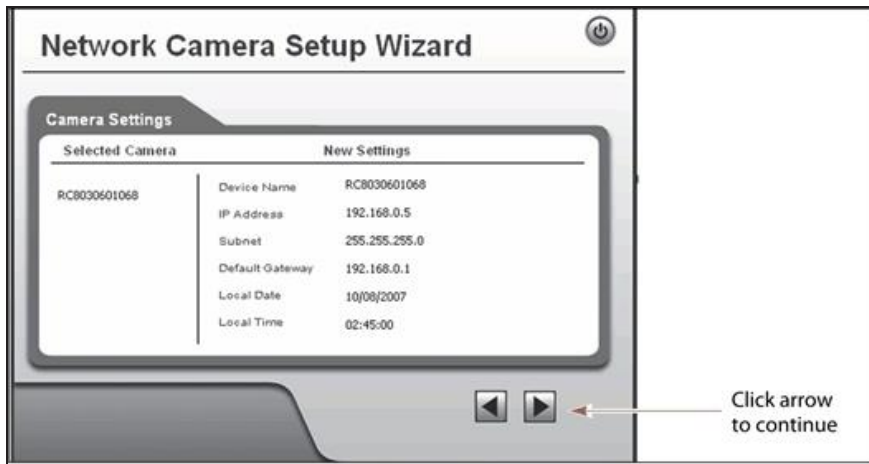 Network Camera Setup Wizard
Camera Settings
Selected Camera New Settings
RC8030601068
Device Name RC8030601068
IP Address 192.168.0.5
Subnet 255.255.255.0
Default Gateway 192.168.0.1
Local Date 10/08/2007
Local Time 02:45:00
Click arrow
to continue